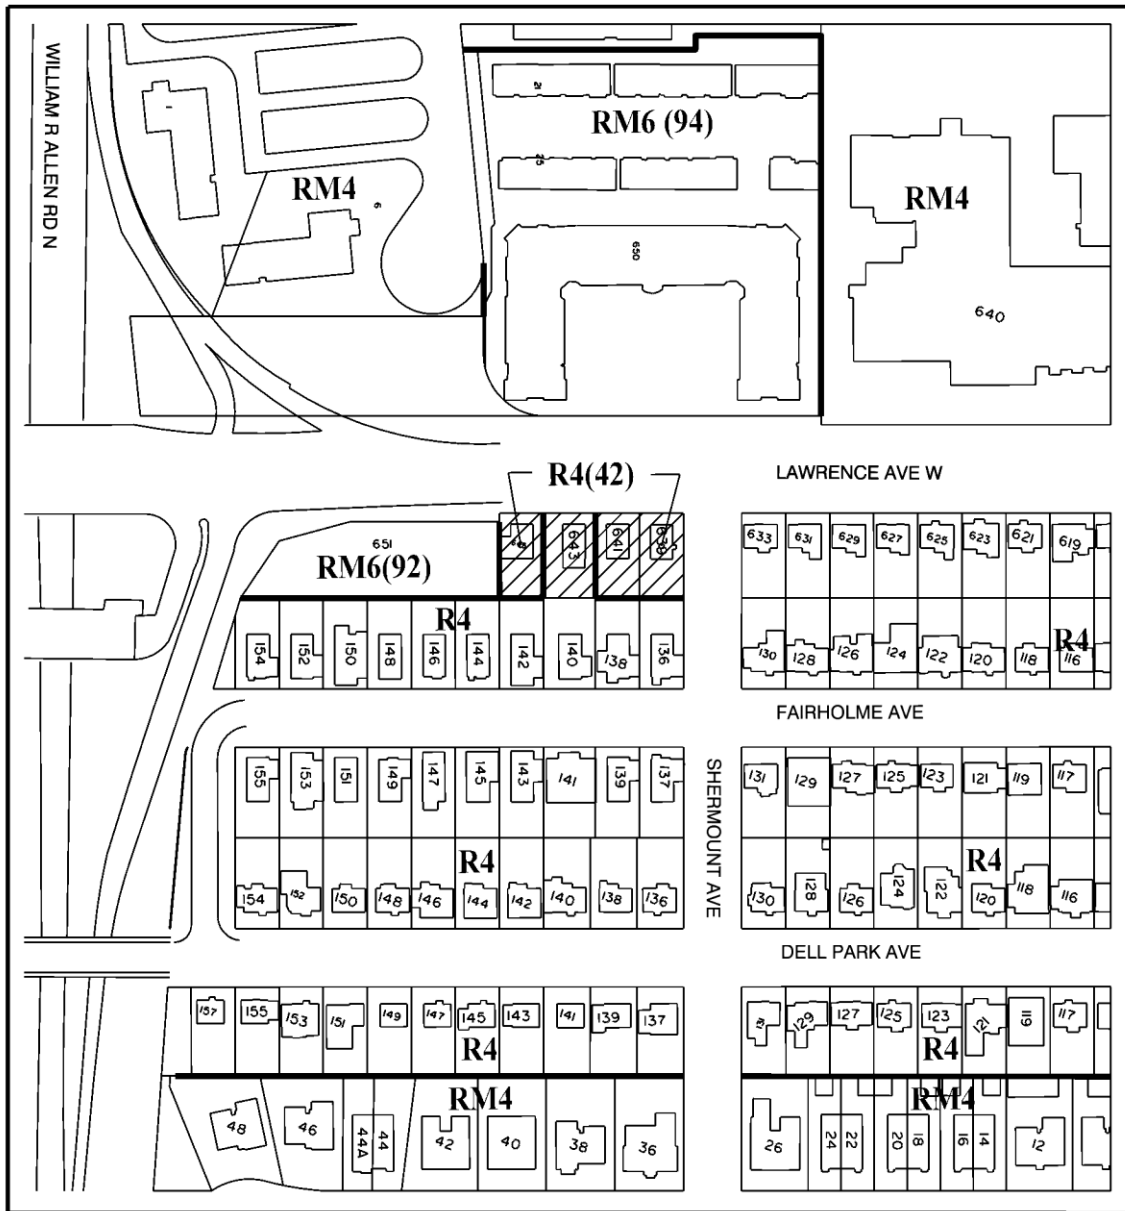 WILLIAM R ALLEN RD N
RM6 (94)
21
25
RM4
6
RM4
650
640
LAWRENCE AVE W
R4(42)
651
RM6(92)
643
641
639
633 631 629 627 625 623 621 619
R4
154 152 150 148 146 144 142 140 138 136
130 128 126 124 122 120 118 116
R4
FAIRHOLME AVE
155 153 151 149 147 145 143 141 139 137
131 129 127 125 123 121 119 117
SHERMOUNT AVE
R4
R4
154 152 150 148 146 144 142 140 138 136
130 128 126 124 122 120 118 116
DELL PARK AVE
157 155 153 151 149 147 145 143 141 139 137
131 129 127 125 123 121 119 117
R4
R4
RM4
RM4
48 46 44A 44 42 40 38 36
26 24 22 20 18 16 14 12